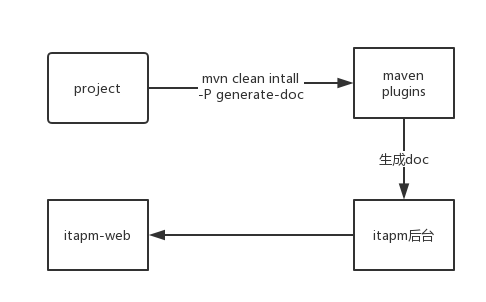 project
mvn clean intall
-P generate-doc
maven
plugins
生成doc
itapm-web
itapm后台